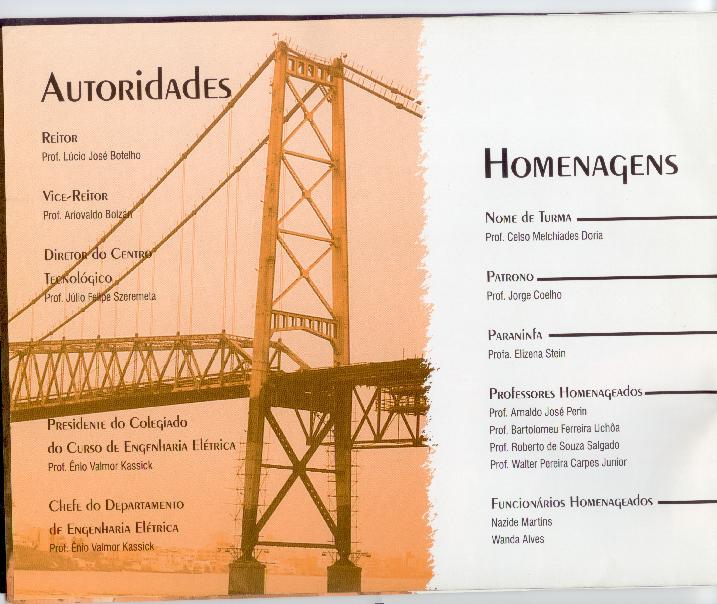 Autoridades
Reitor
Prof. Lúcio José Botelho
Vice-Reitor
Prof. Ariovaldo Bolzan
Diretor do Centro
Tecnológico
Prof. Júlio Felipe Szeremeta
Presidente do Colegiado
do Curso de Engenharia Elétrica
Prof. Ênio Valmor Kassick
Chefe do Departamento
de Engenharia Elétrica
Prof. Ênio Valmor Kassick
Homenagens
Nome de Turma
Prof. Celso Melchiades Doria
Patrono
Prof. Jorge Coelho
Paraninfa
Profa. Elizena Stein
Professores Homenageados
Prof. Arnaldo José Perin
Prof. Bartolomeu Ferreira Uchôa
Prof. Roberto de Souza Salgado
Prof. Walter Pereira Carpes Junior
Funcionários Homenageados
Nazide Martins
Wanda Alves